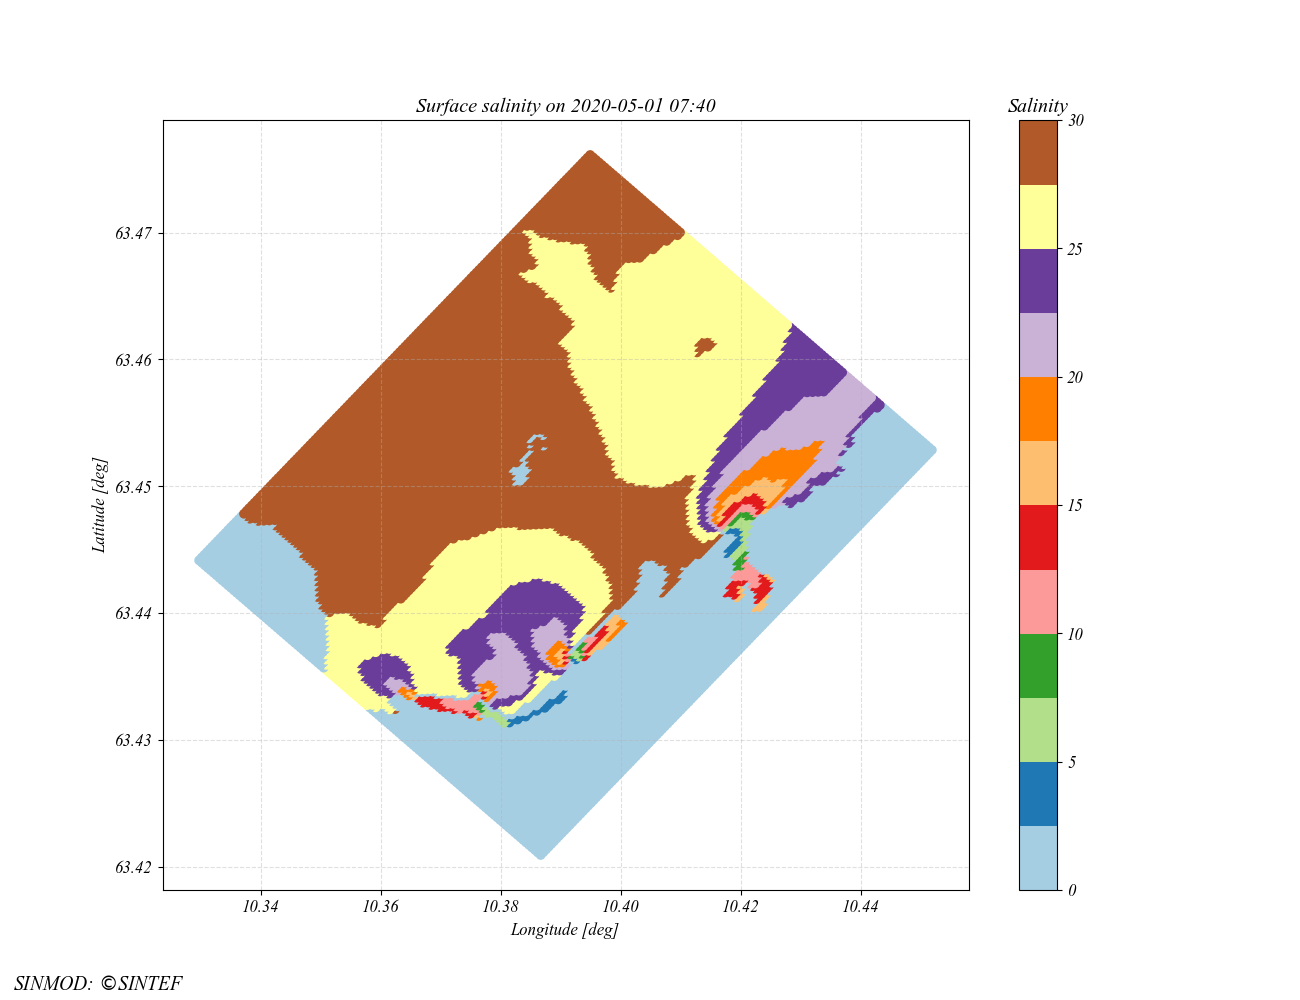 Surface salinity on 2020-05-01 07:40
Salinity
30
25
20
15
10
5
0
63.47
63.46
63.45
63.44
63.43
63.42
Latitude [deg]
10.34 10.36 10.38 10.40 10.42 10.44
Longitude [deg]
SINMOD: ©SINTEF